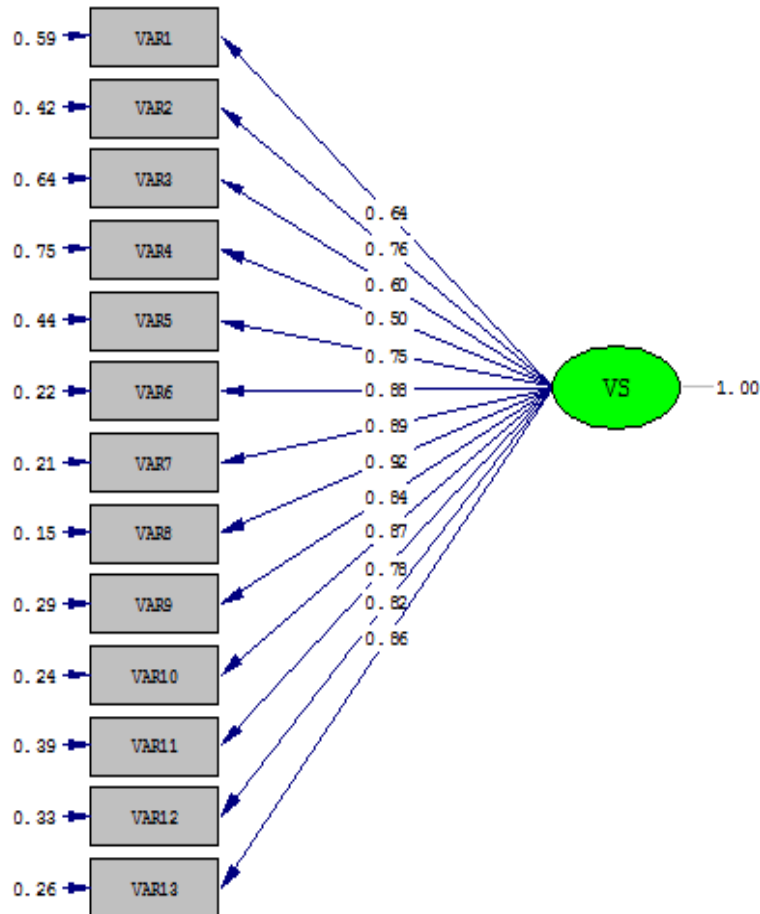 0.59 VAR1
0.42 VAR2
0.64 VAR3
0.64
0.75 VAR4
0.76
0.60
0.50
0.44 VAR5
0.75
0.22 VAR6
0.88
VS
1.00
0.89
0.21 VAR7
0.92
0.84
0.15 VAR8
0.87
0.78
0.29 VAR9
0.82
0.86
0.24 VAR10
0.39 VAR11
0.33 VAR12
0.26 VAR13